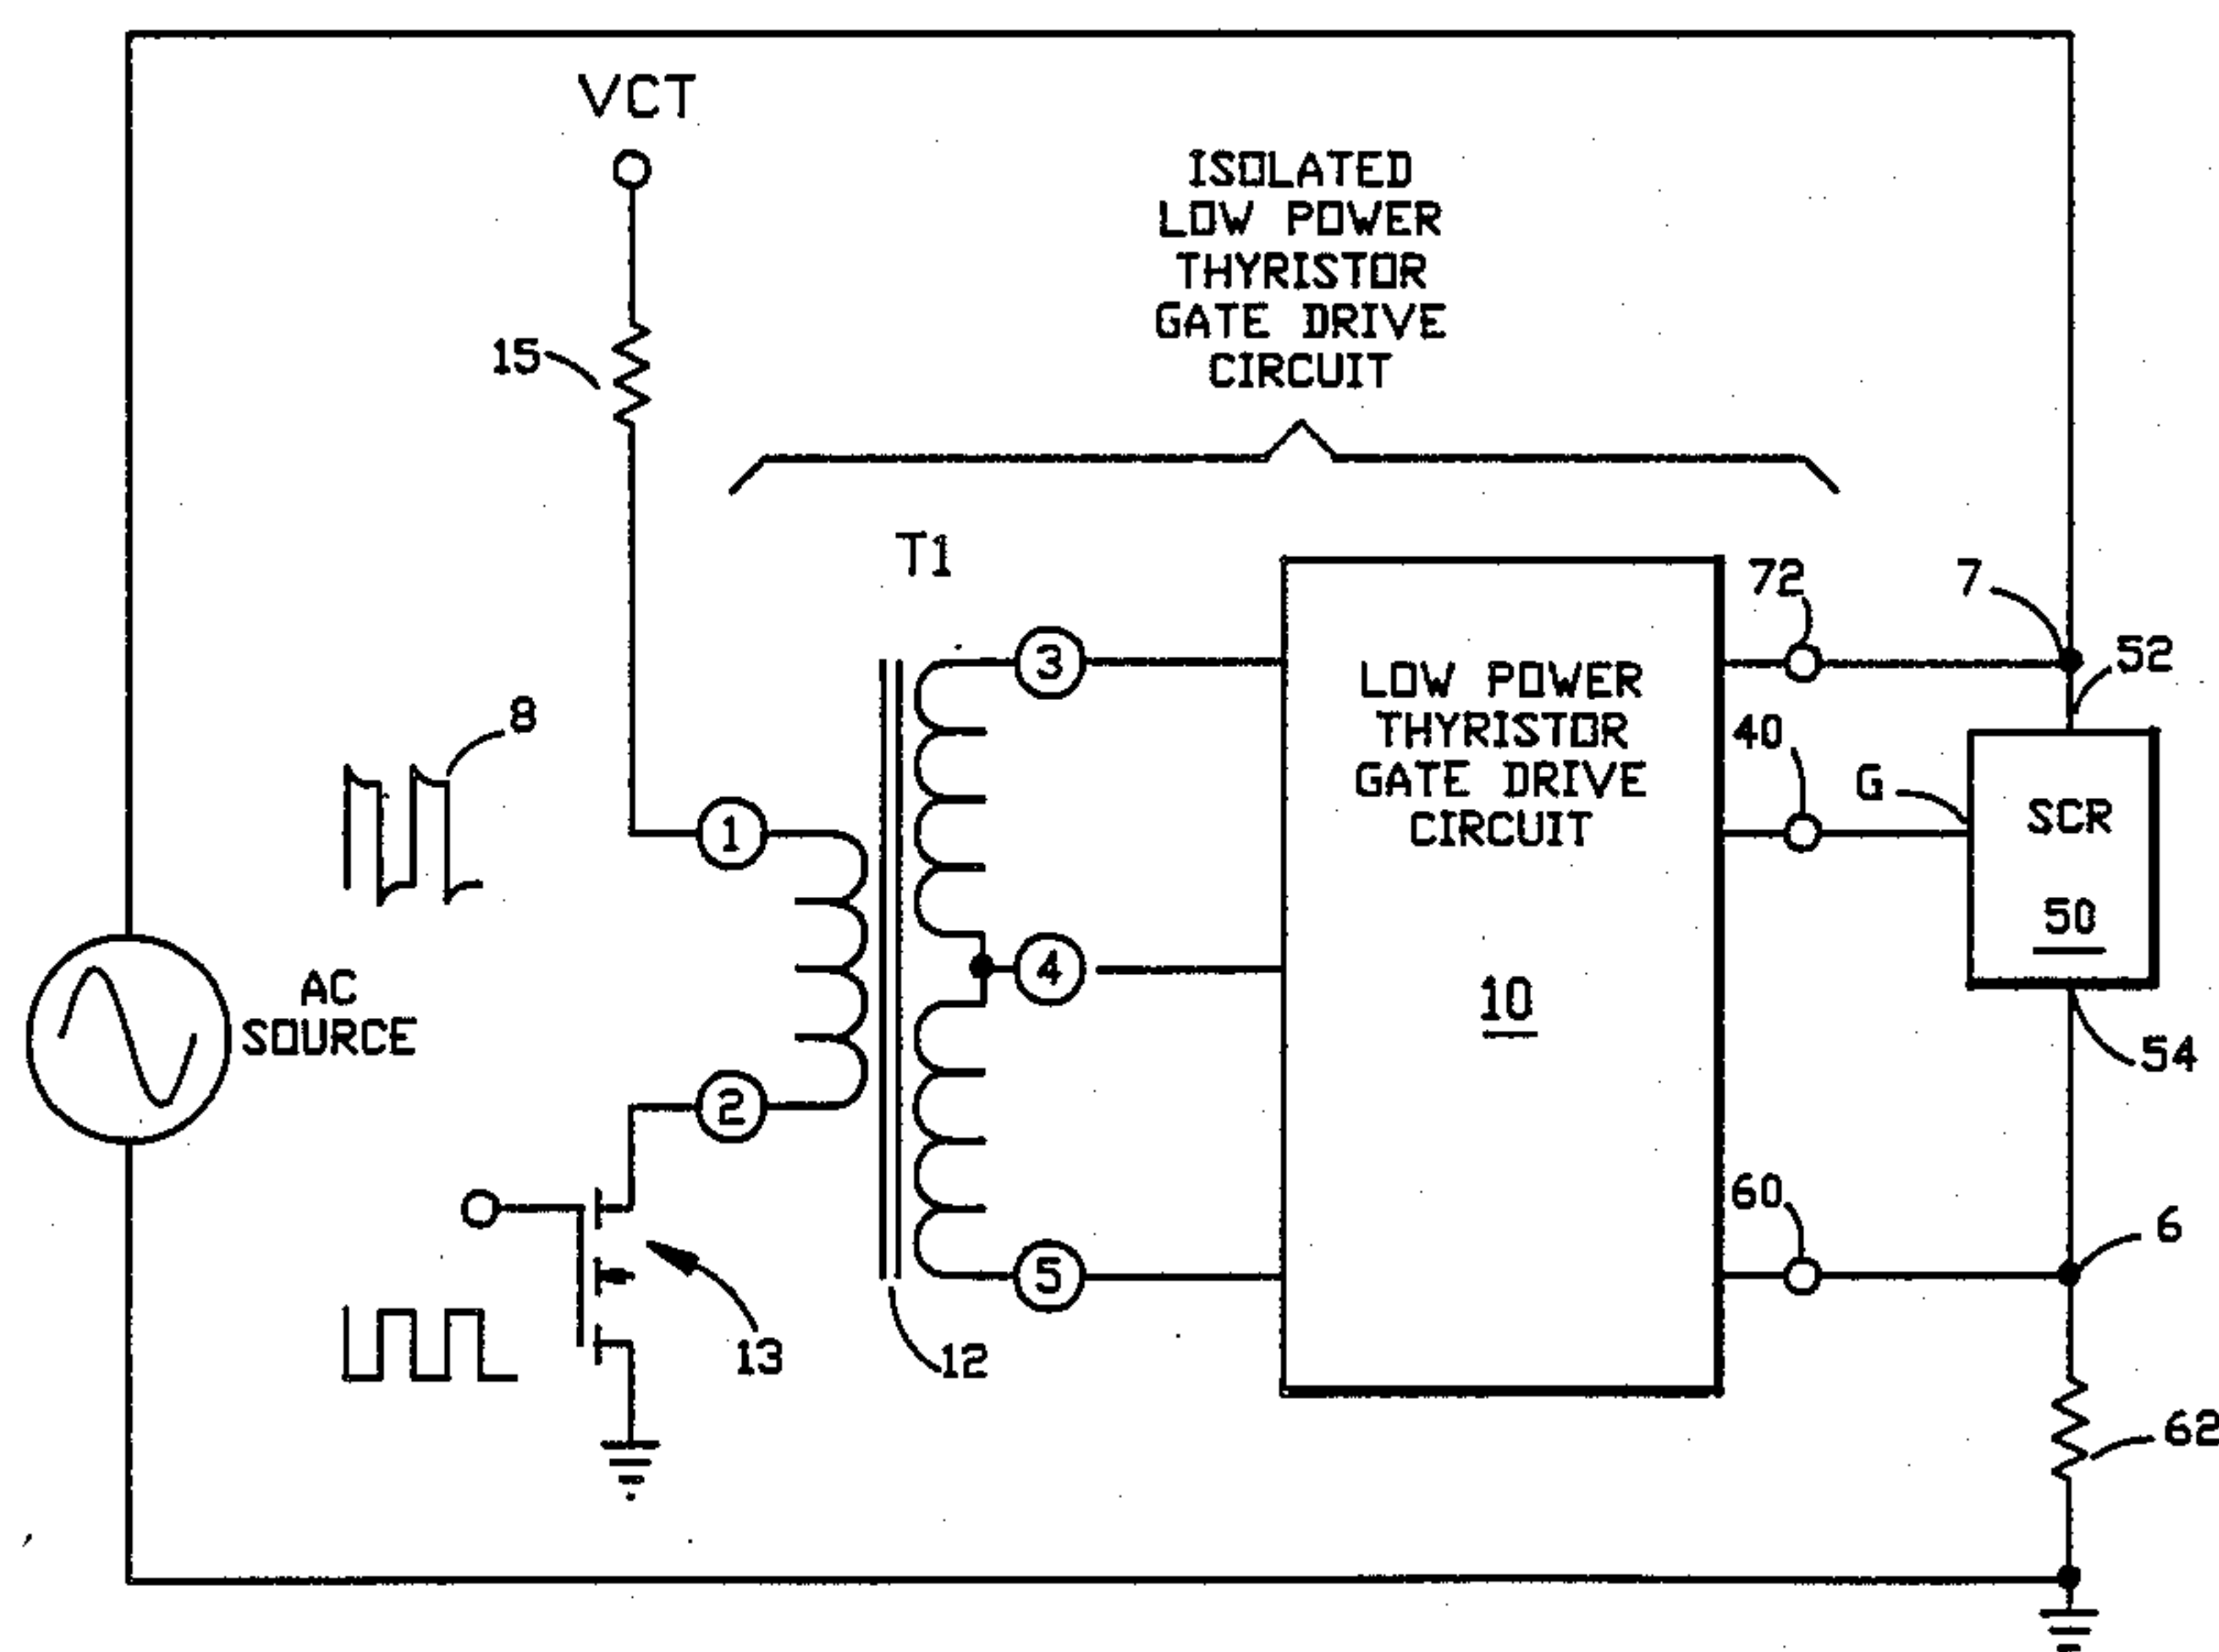 VCT
ISOLATED
LOW POWER
THYRISTOR
GATE DRIVE
CIRCUIT
15
T1
72
7
52
3
LOW POWER
THYRISTOR
GATE DRIVE
CIRCUIT
10
8
40
G
SCR
50
1
4
AC
SOURCE
54
2
60
6
5
13
12
62